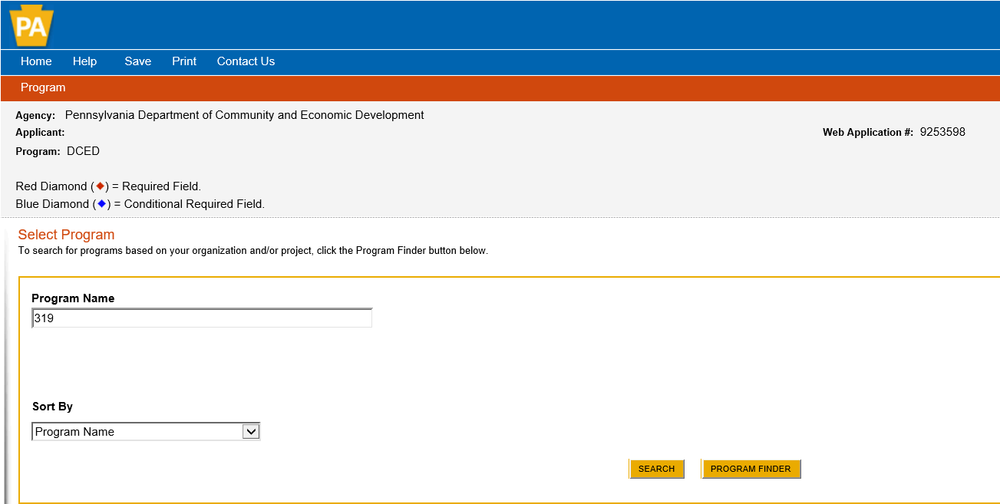 PA
Home Help Save Print Contact Us
Program
Agency: Pennsylvania Department of Community and Economic Development
Applicant:
Web Application #: 9253598
Program: DCED
Red Diamond (◆) = Required Field.
Blue Diamond (◆) = Conditional Required Field.
Select Program
To search for programs based on your organization and/or project, click the Program Finder button below.
Program Name
319
Sort By
Program Name
SEARCH PROGRAM FINDER